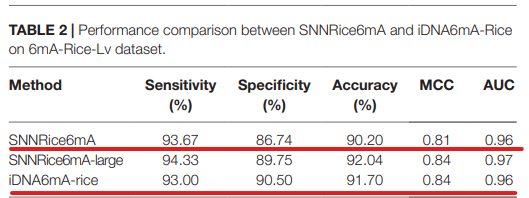 TABLE 2 | Performance comparison between SNNRice6mA and iDNA6mA-Rice
on 6mA-Rice-Lv dataset.
Method Sensitivity Specificity Accuracy MCC AUC
(%) (%) (%)
SNNRice6mA 93.67 86.74 90.20 0.81 0.96
SNNRice6mA-large 94.33 89.75 92.04 0.84 0.97
iDNA6mA-rice 93.00 90.50 91.70 0.84 0.96